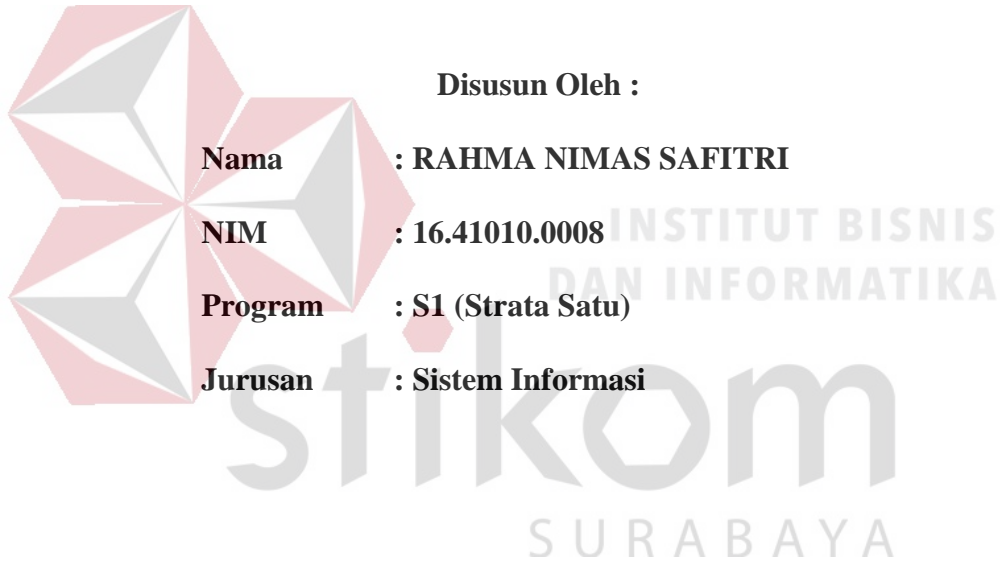 Disusun Oleh :
Nama : RAHMA NIMAS SAFITRI
NIM : 16.41010.0008
INSTITUT BISNIS
DAN INFORMATIKA
Program : S1 (Strata Satu)
Jurusan : Sistem Informasi
stikom
SURABAYA